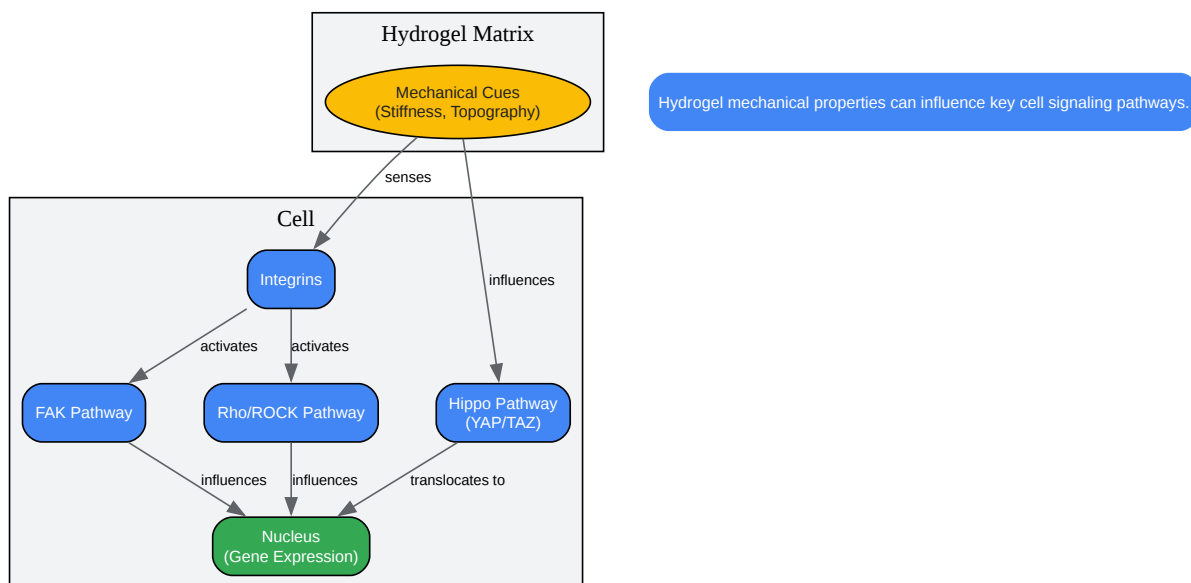 Hydrogel Matrix
Mechanical Cues
(Stiffness, Topography)
Hydrogel mechanical properties can influence key cell signaling pathways.
senses
Cell
Integrins
influences
activates
activates
FAK Pathway
Rho/ROCK Pathway
Hippo Pathway
(YAP/TAZ)
influences
influences
translocates to
Nucleus
(Gene Expression)